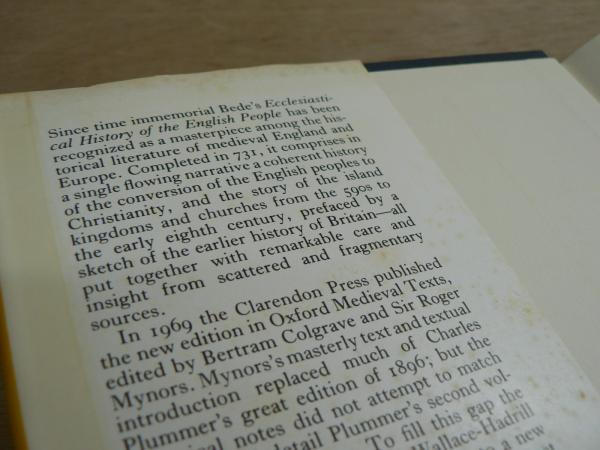 Since time immemorial Bede's Ecclesiasti-
cal History of the English People has been
recognized as a masterpiece among the his-
torical literature of medieval England and
Europe. Completed in 731, it comprises in
a single flowing narrative a coherent history
of the conversion of the English peoples to
Christianity, and the story of the island
kingdoms and churches from the 590s to
the early eighth century, prefaced by a
sketch of the earlier history of Britain—all
put together with remarkable care and
insight from scattered and fragmentary
sources.
In 1969 the Clarendon Press published
the new edition in Oxford Medieval Texts,
edited by Bertram Colgrave and Sir Roger
Mynors. Mynors's masterly text and textual
introduction replaced much of Charles
Plummer's great edition of 1896; but the
notes did not attempt to match
detail Plummer's second vol-
To fill this gap the
Wallace-Hadrill
a new